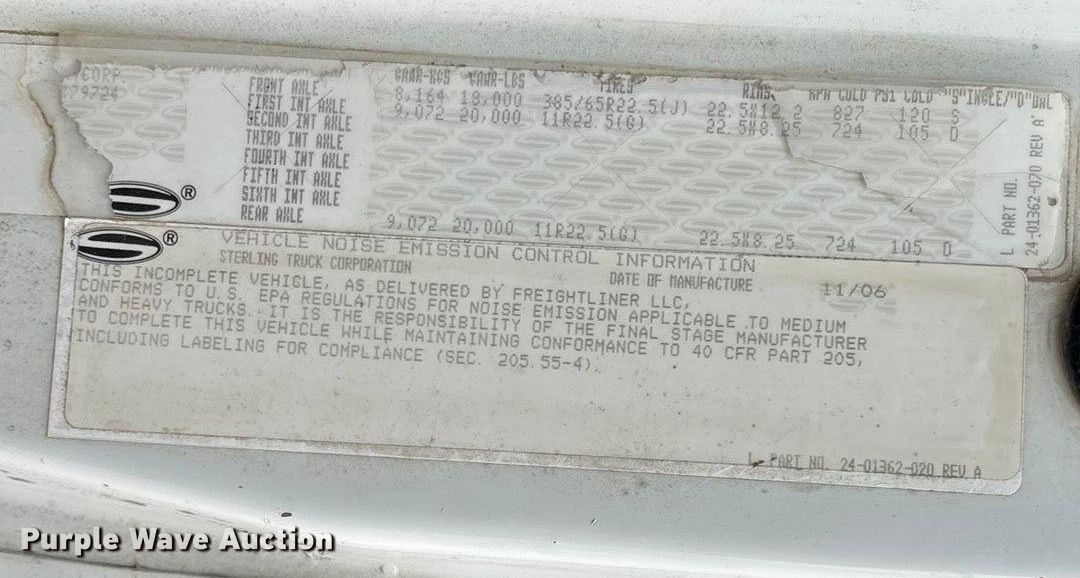 CORP
GAWR-KGS GAWR-LBS TIRES RIMS RPM COLD PSI COLD "S"INGLE/"D"UAL
FRONT AXLE 8,164 18,000 385/65R22.5(J) 22.5X12.2 827 120 S
FIRST INT AXLE 9,072 20,000 11R22.5(G) 22.5X8.25 724 105 D
SECOND INT AXLE
THIRD INT AXLE
FOURTH INT AXLE
FIFTH INT AXLE
SIXTH INT AXLE
REAR AXLE 9,072 20,000 11R22.5(G) 22.5X8.25 724 105 D
L PART NO.
24-01362-020 REV A
®
®
VEHICLE NOISE EMISSION CONTROL INFORMATION
STERLING TRUCK CORPORATION DATE OF MANUFACTURE 11/06
THIS INCOMPLETE VEHICLE, AS DELIVERED BY FREIGHTLINER LLC,
CONFORMS TO U.S. EPA REGULATIONS FOR NOISE EMISSION APPLICABLE TO MEDIUM
AND HEAVY TRUCKS. IT IS THE RESPONSIBILITY OF THE FINAL STAGE MANUFACTURER
TO COMPLETE THIS VEHICLE WHILE MAINTAINING CONFORMANCE TO 40 CFR PART 205,
INCLUDING LABELING FOR COMPLIANCE (SEC. 205.55-4).
L PART NO. 24-01362-020 REV A
Purple Wave Auction